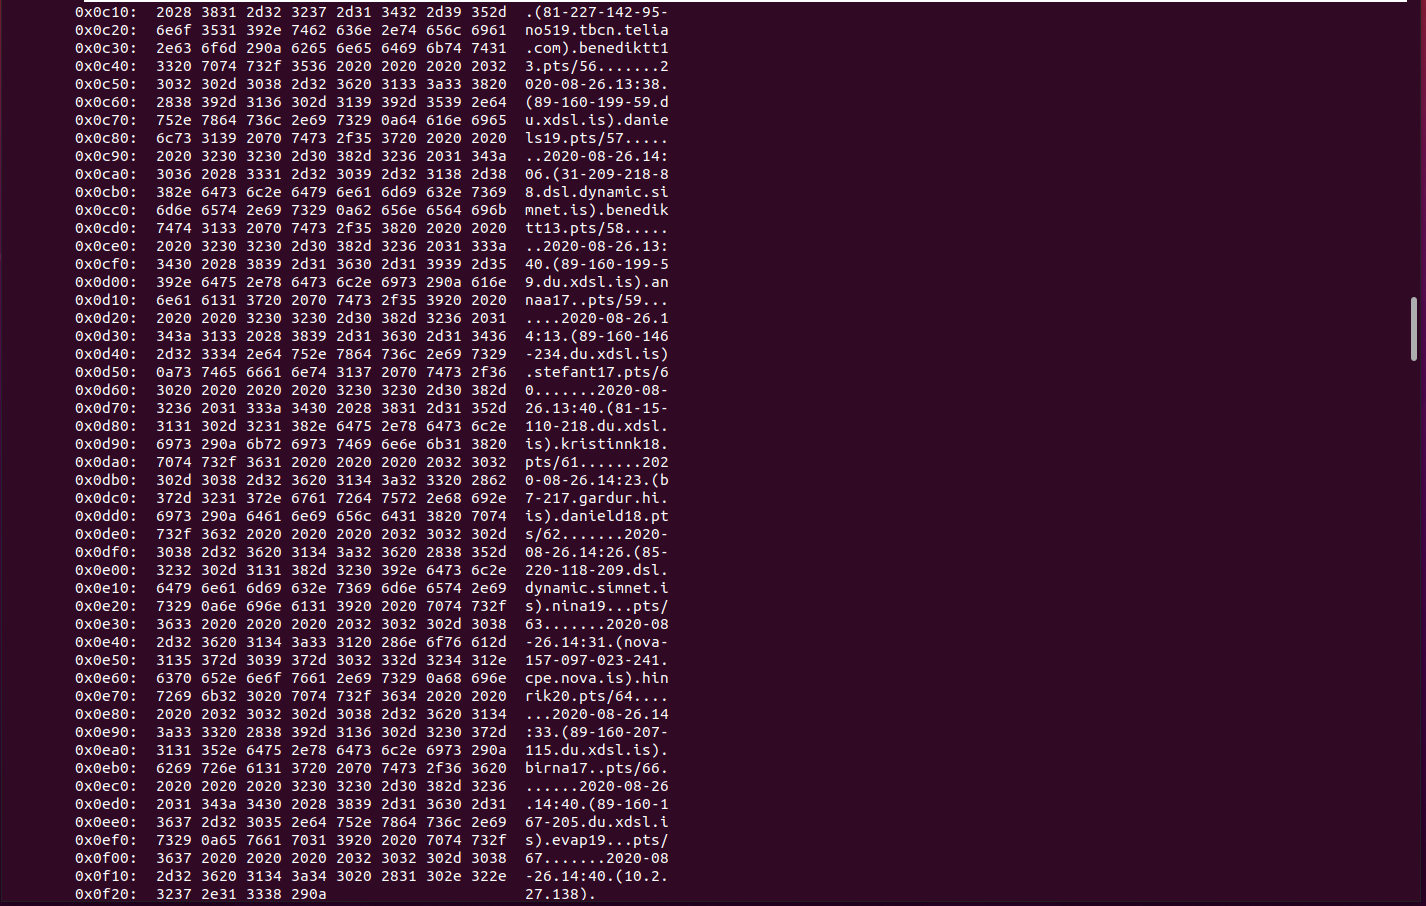 0x0c10:  2028 3831 2d32 3237 2d31 3432 2d39 352d  .(81-227-142-95-
0x0c20:  6e6f 3531 392e 7462 636e 2e74 656c 6961  no519.tbcn.telia
0x0c30:  2e63 6f6d 290a 6265 6e65 6469 6b74 7431  .com).benediktt1
0x0c40:  3320 7074 732f 3536 2020 2020 2020 2032  3.pts/56.......2
0x0c50:  3032 302d 3038 2d32 3620 3133 3a33 3820  020-08-26.13:38.
0x0c60:  2838 392d 3136 302d 3139 392d 3539 2e64  (89-160-199-59.d
0x0c70:  752e 7864 736c 2e69 7329 0a64 616e 6965  u.xdsl.is).danie
0x0c80:  6c73 3139 2070 7473 2f35 3720 2020 2020  ls19.pts/57.....
0x0c90:  2020 3230 3230 2d30 382d 3236 2031 343a  ..2020-08-26.14:
0x0ca0:  3036 2028 3331 2d32 3039 2d32 3138 2d38  06.(31-209-218-8
0x0cb0:  382e 6473 6c2e 6479 6e61 6d69 632e 7369  8.dsl.dynamic.si
0x0cc0:  6d6e 6574 2e69 7329 0a62 656e 6564 696b  mnet.is).benedik
0x0cd0:  7474 3133 2070 7473 2f35 3820 2020 2020  tt13.pts/58.....
0x0ce0:  2020 3230 3230 2d30 382d 3236 2031 333a  ..2020-08-26.13:
0x0cf0:  3430 2028 3839 2d31 3630 2d31 3939 2d35  40.(89-160-199-5
0x0d00:  392e 6475 2e78 6473 6c2e 6973 290a 616e  9.du.xdsl.is).an
0x0d10:  6e61 6131 3720 2070 7473 2f35 3920 2020  naa17..pts/59...
0x0d20:  2020 2020 3230 3230 2d30 382d 3236 2031  ....2020-08-26.1
0x0d30:  343a 3133 2028 3839 2d31 3630 2d31 3436  4:13.(89-160-146
0x0d40:  2d32 3334 2e64 752e 7864 736c 2e69 7329  -234.du.xdsl.is)
0x0d50:  0a73 7465 6661 6e74 3137 2070 7473 2f36  .stefant17.pts/6
0x0d60:  3020 2020 2020 2020 3230 3230 2d30 382d  0.......2020-08-
0x0d70:  3236 2031 333a 3430 2028 3831 2d31 352d  26.13:40.(81-15-
0x0d80:  3131 302d 3231 382e 6475 2e78 6473 6c2e  110-218.du.xdsl.
0x0d90:  6973 290a 6b72 6973 7469 6e6e 6b31 3820  is).kristinnk18.
0x0da0:  7074 732f 3631 2020 2020 2020 2032 3032  pts/61.......202
0x0db0:  302d 3038 2d32 3620 3134 3a32 3320 2862  0-08-26.14:23.(b
0x0dc0:  372d 3231 372e 6761 7264 7572 2e68 692e  7-217.gardur.hi.
0x0dd0:  6973 290a 6461 6e69 656c 6431 3820 7074  is).danield18.pt
0x0de0:  732f 3632 2020 2020 2020 2032 3032 302d  s/62.......2020-
0x0df0:  3038 2d32 3620 3134 3a32 3620 2838 352d  08-26.14:26.(85-
0x0e00:  3232 302d 3131 382d 3230 392e 6473 6c2e  220-118-209.dsl.
0x0e10:  6479 6e61 6d69 632e 7369 6d6e 6574 2e69  dynamic.simnet.i
0x0e20:  7329 0a6e 696e 6131 3920 2020 7074 732f  s).nina19...pts/
0x0e30:  3633 2020 2020 2020 2032 3032 302d 3038  63.......2020-08
0x0e40:  2d32 3620 3134 3a33 3120 286e 6f76 612d  -26.14:31.(nova-
0x0e50:  3135 372d 3039 372d 3032 332d 3234 312e  157-097-023-241.
0x0e60:  6370 652e 6e6f 7661 2e69 7329 0a68 696e  cpe.nova.is).hin
0x0e70:  7269 6b32 3020 7074 732f 3634 2020 2020  rik20.pts/64....
0x0e80:  2020 2032 3032 302d 3038 2d32 3620 3134  ...2020-08-26.14
0x0e90:  3a33 3320 2838 392d 3136 302d 3230 372d  :33.(89-160-207-
0x0ea0:  3131 352e 6475 2e78 6473 6c2e 6973 290a  115.du.xdsl.is).
0x0eb0:  6269 726e 6131 3720 2070 7473 2f36 3620  birna17..pts/66.
0x0ec0:  2020 2020 2020 3230 3230 2d30 382d 3236  ......2020-08-26
0x0ed0:  2031 343a 3430 2028 3839 2d31 3630 2d31  .14:40.(89-160-1
0x0ee0:  3637 2d32 3035 2e64 752e 7864 736c 2e69  67-205.du.xdsl.i
0x0ef0:  7329 0a65 7661 7031 3920 2020 7074 732f  s).evap19...pts/
0x0f00:  3637 2020 2020 2020 2032 3032 302d 3038  67.......2020-08
0x0f10:  2d32 3620 3134 3a34 3020 2831 302e 322e  -26.14:40.(10.2.
0x0f20:  3237 2e31 3338 290a  27.138).